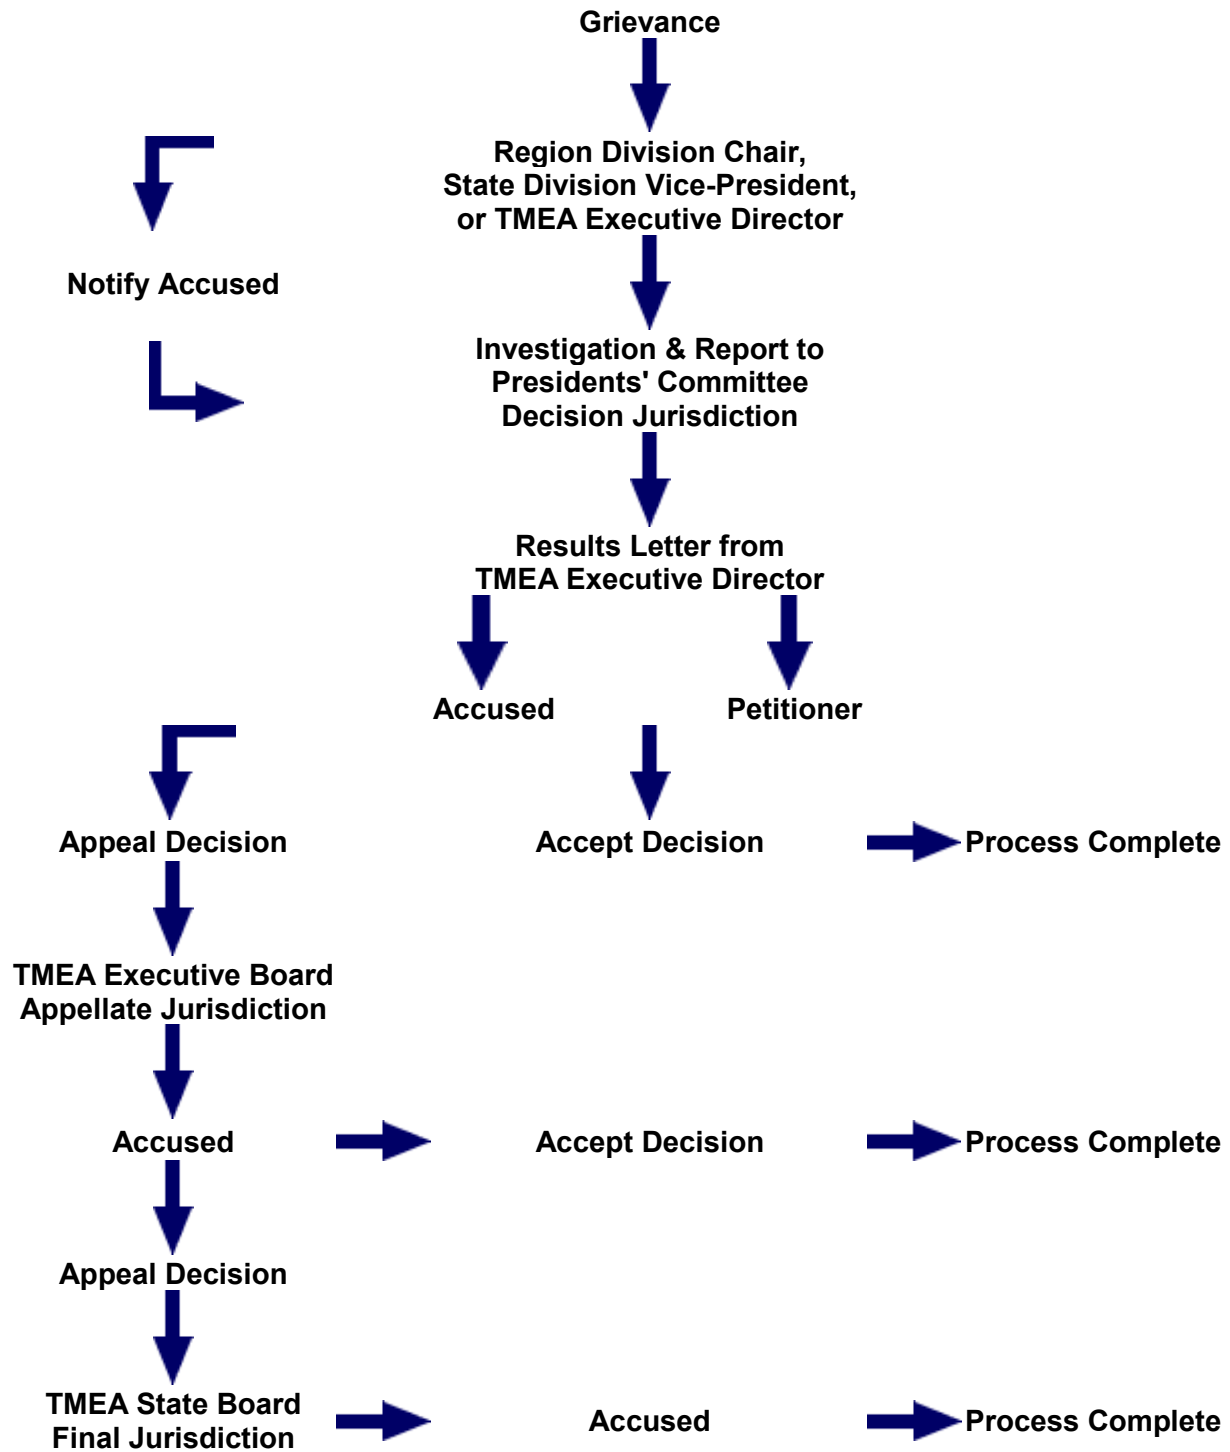 Grievance
Region Division Chair,
State Division Vice-President,
or TMEA Executive Director
Notify Accused
Investigation & Report to
Presidents' Committee
Decision Jurisdiction
Results Letter from
TMEA Executive Director
Accused
Petitioner
Appeal Decision
Accept Decision
Process Complete
TMEA Executive Board
Appellate Jurisdiction
Accused
Accept Decision
Process Complete
Appeal Decision
TMEA State Board
Final Jurisdiction
Accused
Process Complete